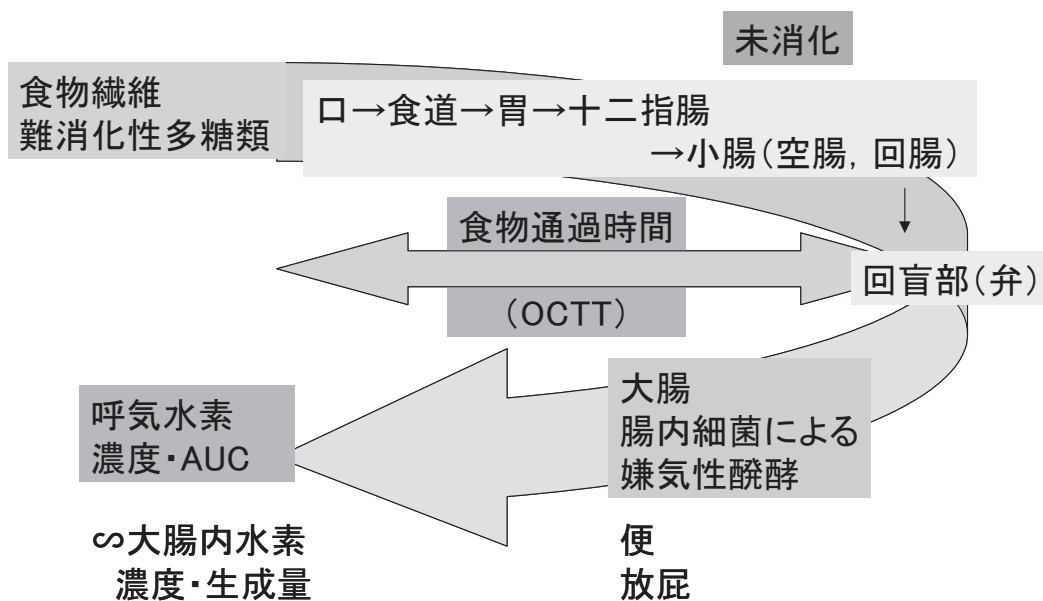 未消化
食物繊維
難消化性多糖類
口→食道→胃→十二指腸
→小腸(空腸，回腸)
↓
食物通過時間
(OCTT)
回盲部(弁)
大腸
腸内細菌による
嫌気性醗酵
呼気水素
濃度・AUC
∽大腸内水素
濃度・生成量
便
放屁